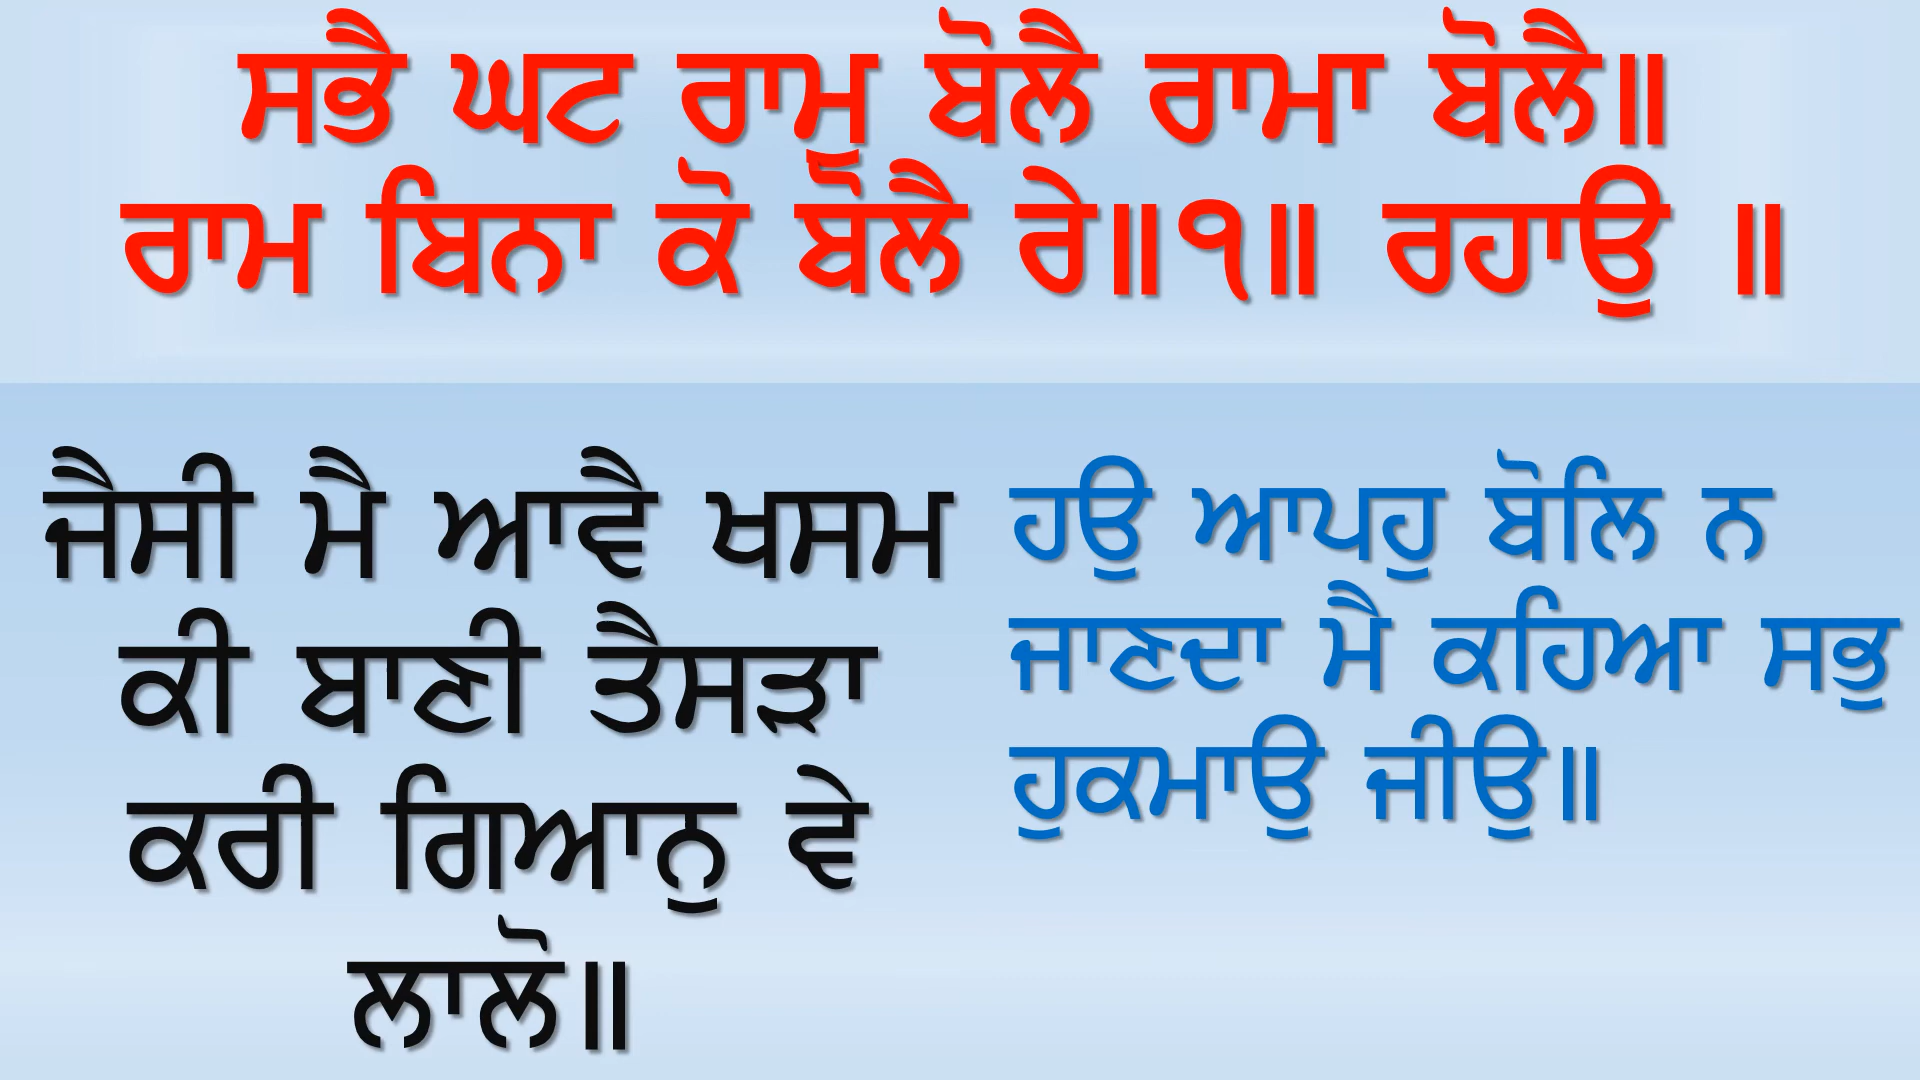 ਸਭੈ ਘਟ ਰਾਮੁ ਬੋਲੈ ਰਾਮਾ ਬੋਲੈ॥
ਰਾਮ ਬਿਨਾ ਕੋ ਬੋਲੈ ਰੇ॥੧॥ ਰਹਾਉ ॥
ਜੈਸੀ ਮੈ ਆਵੈ ਖਸਮ
ਕੀ ਬਾਣੀ ਤੈਸੜਾ
ਕਰੀ ਗਿਆਨੁ ਵੇ
ਲਾਲੋ॥
ਹਉ ਆਪਹੁ ਬੋਲਿ ਨ
ਜਾਣਦਾ ਮੈ ਕਹਿਆ ਸਭੁ
ਹੁਕਮਾਉ ਜੀਉ॥